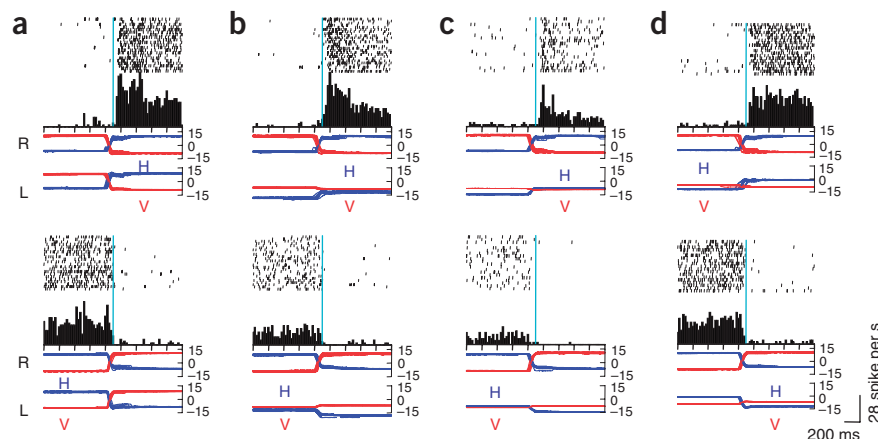 a b c d
R 15 15 15 15
0 0 0 0
-15 -15 -15 -15
H H H
L 15 15 15 H 15
0 0 0 0
-15 -15 -15 -15
V V V V
R 15 15 15 15
0 0 0 0
-15 -15 -15 -15
H H H H
L 15 15 15 15
0 0 0 0
-15 -15 -15 -15
V V V V
28 spike per s
200 ms